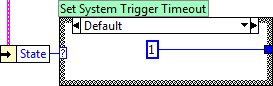 Set System Trigger Timeout
Default
1
State
?